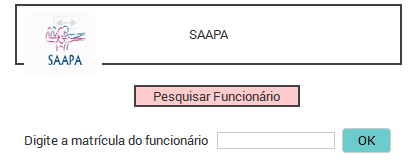 SAAPA
SAAPA
Pesquisar Funcionário
Digite a matrícula do funcionário
OK